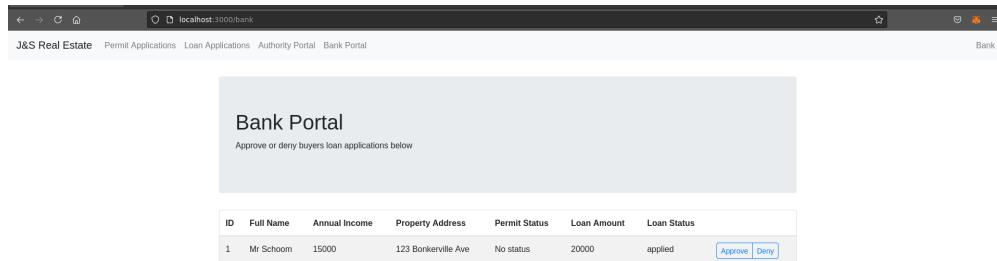 localhost:3000/bank
J&S Real Estate Permit Applications Loan Applications Authority Portal Bank Portal Bank
Bank Portal
Approve or deny buyers loan applications below
ID Full Name Annual Income Property Address Permit Status Loan Amount Loan Status
1 Mr Schoom 15000 123 Bonkerville Ave No status 20000 applied Approve Deny